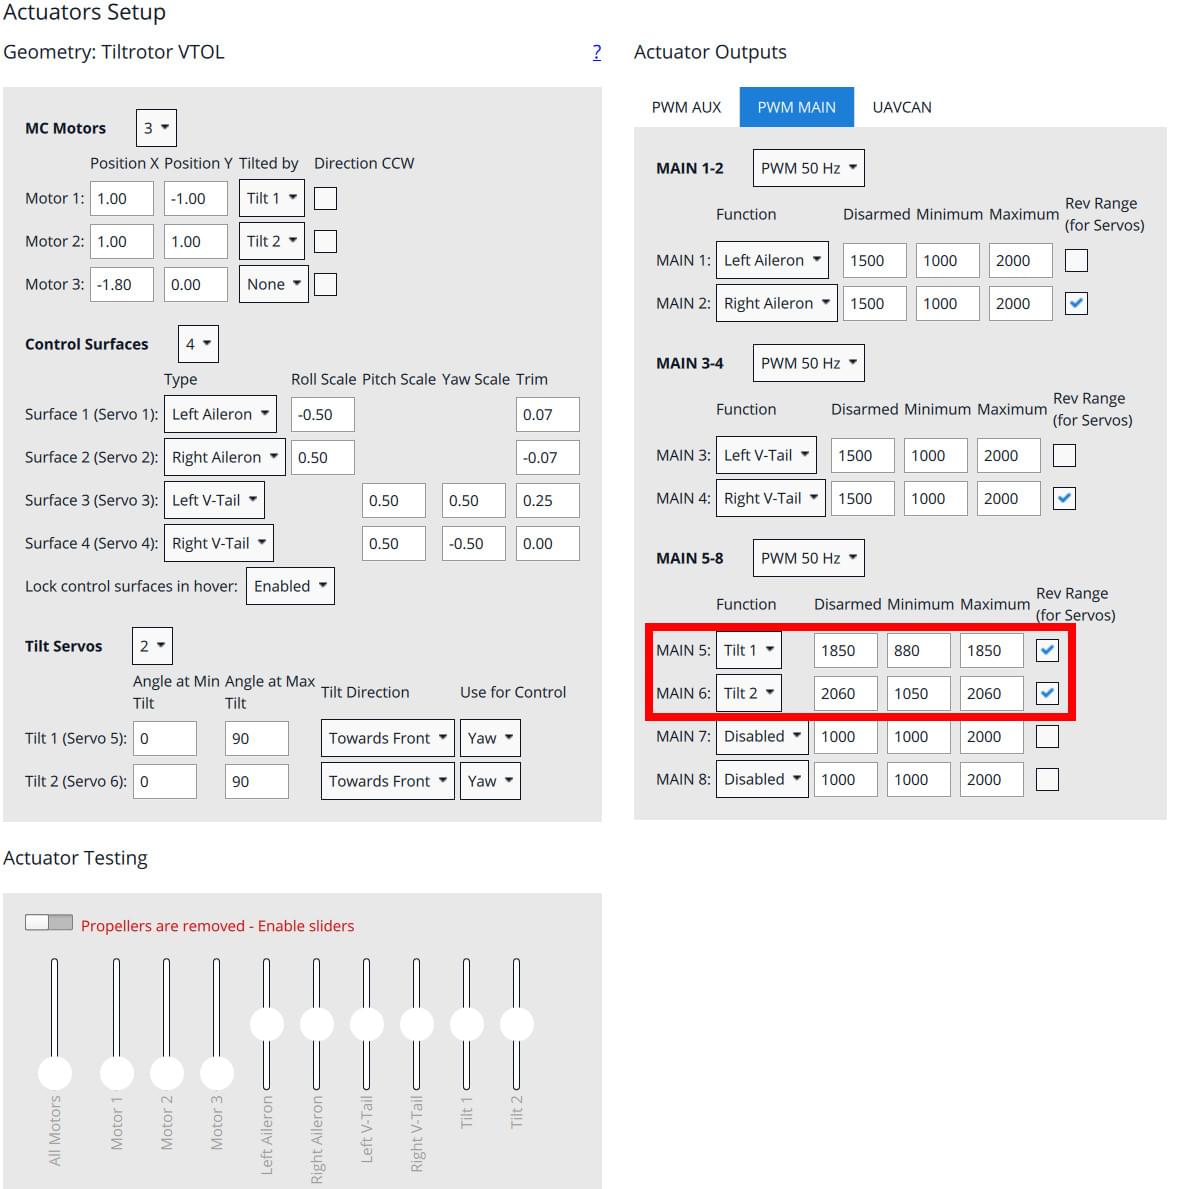 Actuators Setup
Geometry: Tiltrotor VTOL ?
MC Motors 3
Position X Position Y Tilted by Direction CCW
Motor 1: 1.00 -1.00 Tilt 1
Motor 2: 1.00 1.00 Tilt 2
Motor 3: -1.80 0.00 None
Control Surfaces 4
Type Roll Scale Pitch Scale Yaw Scale Trim
Surface 1 (Servo 1): Left Aileron -0.50 0.07
Surface 2 (Servo 2): Right Aileron 0.50 -0.07
Surface 3 (Servo 3): Left V-Tail 0.50 0.50 0.25
Surface 4 (Servo 4): Right V-Tail 0.50 -0.50 0.00
Lock control surfaces in hover: Enabled
Tilt Servos 2
Angle at Min Tilt Angle at Max Tilt Tilt Direction Use for Control
Tilt 1 (Servo 5): 0 90 Towards Front Yaw
Tilt 2 (Servo 6): 0 90 Towards Front Yaw
Actuator Outputs
PWM AUX PWM MAIN UAVCAN
MAIN 1-2 PWM 50 Hz
Function Disarmed Minimum Maximum Rev Range (for Servos)
MAIN 1: Left Aileron 1500 1000 2000
MAIN 2: Right Aileron 1500 1000 2000
MAIN 3-4 PWM 50 Hz
Function Disarmed Minimum Maximum Rev Range (for Servos)
MAIN 3: Left V-Tail 1500 1000 2000
MAIN 4: Right V-Tail 1500 1000 2000
MAIN 5-8 PWM 50 Hz
Function Disarmed Minimum Maximum Rev Range (for Servos)
MAIN 5: Tilt 1 1850 880 1850
MAIN 6: Tilt 2 2060 1050 2060
MAIN 7: Disabled 1000 1000 2000
MAIN 8: Disabled 1000 1000 2000
Actuator Testing
Propellers are removed - Enable sliders
All Motors
Motor 1
Motor 2
Motor 3
Left Aileron
Right Aileron
Left V-Tail
Right V-Tail
Tilt 1
Tilt 2